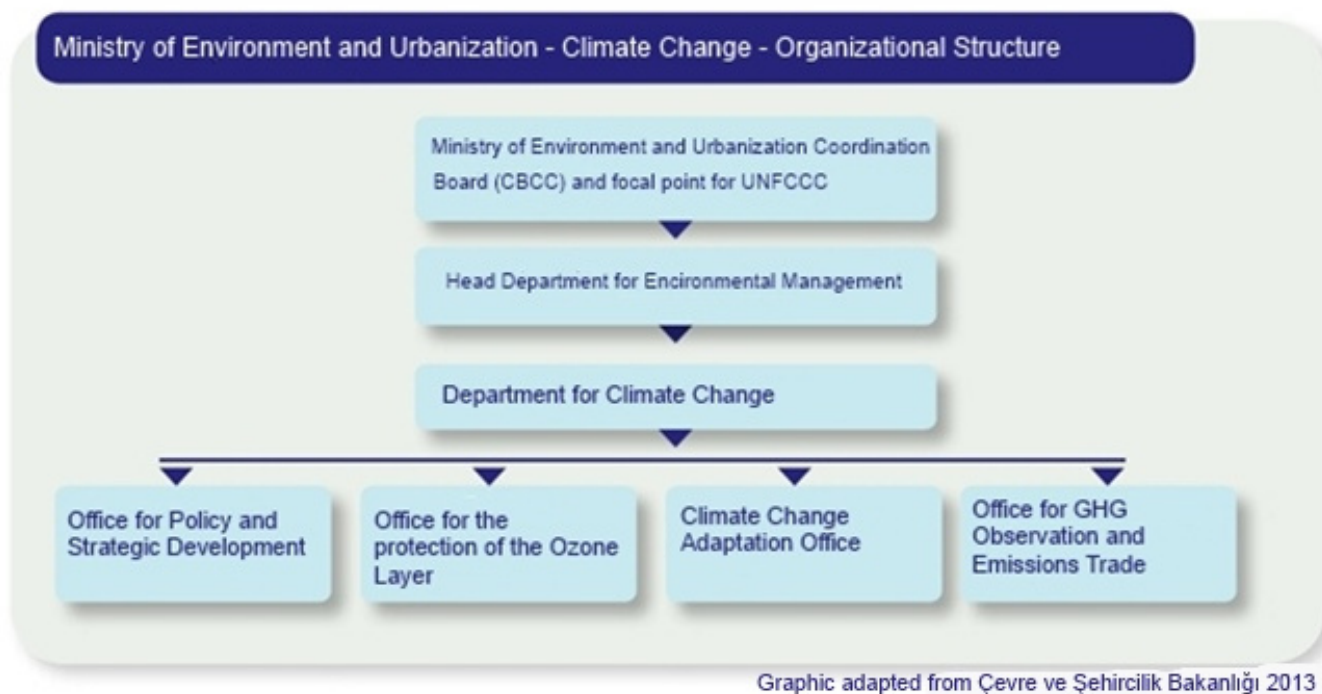 Ministry of Environment and Urbanization - Climate Change - Organizational Structure
Ministry of Environment and Urbanization Coordination
Board (CBCC) and focal point for UNFCCC
Head Department for Encironmental Management
Department for Climate Change
Office for Policy and
Strategic Development
Office for the
protection of the Ozone
Layer
Climate Change
Adaptation Office
Office for GHG
Observation and
Emissions Trade
Graphic adapted from Çevre ve Şehircilik Bakanlığı 2013